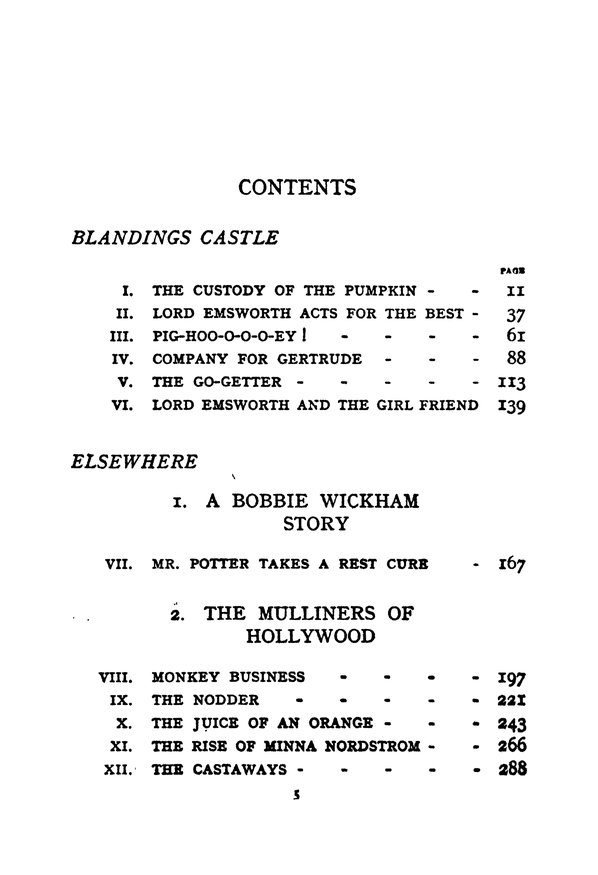 CONTENTS
BLANDINGS CASTLE
PAGE
I. THE CUSTODY OF THE PUMPKIN - - 11
II. LORD EMSWORTH ACTS FOR THE BEST - 37
III. PIG-HOO-O-O-O-EY! - - - - 61
IV. COMPANY FOR GERTRUDE - - - 88
V. THE GO-GETTER - - - - - 113
VI. LORD EMSWORTH AND THE GIRL FRIEND 139
ELSEWHERE
1. A BOBBIE WICKHAM
STORY
VII. MR. POTTER TAKES A REST CURE - 167
2. THE MULLINERS OF
HOLLYWOOD
VIII. MONKEY BUSINESS - - - - 197
IX. THE NODDER - - - - - 221
X. THE JUICE OF AN ORANGE - - - 243
XI. THE RISE OF MINNA NORDSTROM - - 266
XII. THE CASTAWAYS - - - - - 288
5